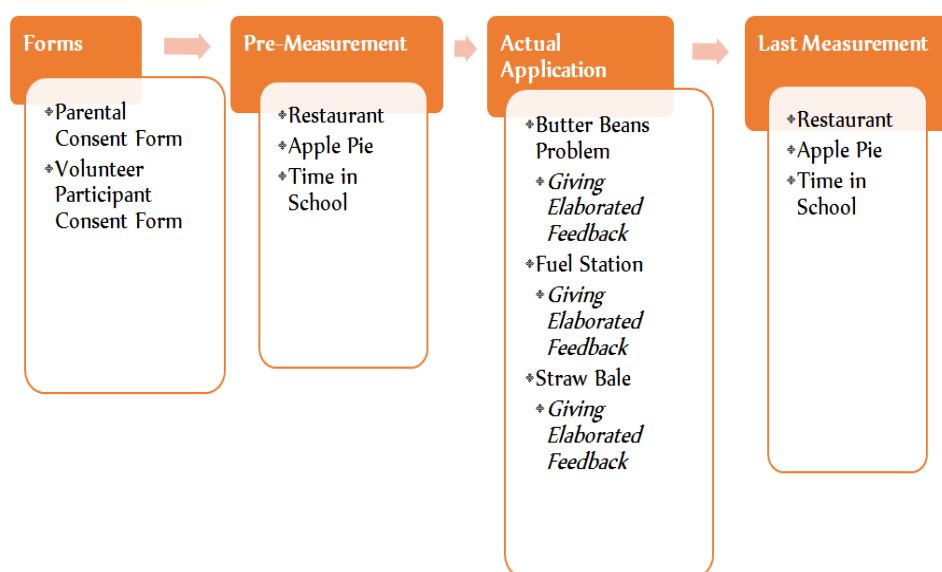 Forms
Parental
Consent Form
Volunteer
Participant
Consent Form
Pre-Measurement
Restaurant
Apple Pie
Time in
School
Actual
Application
Butter Beans
Problem
Giving
Elaborated
Feedback
Fuel Station
Giving
Elaborated
Feedback
Straw Bale
Giving
Elaborated
Feedback
Last Measurement
Restaurant
Apple Pie
Time in
School